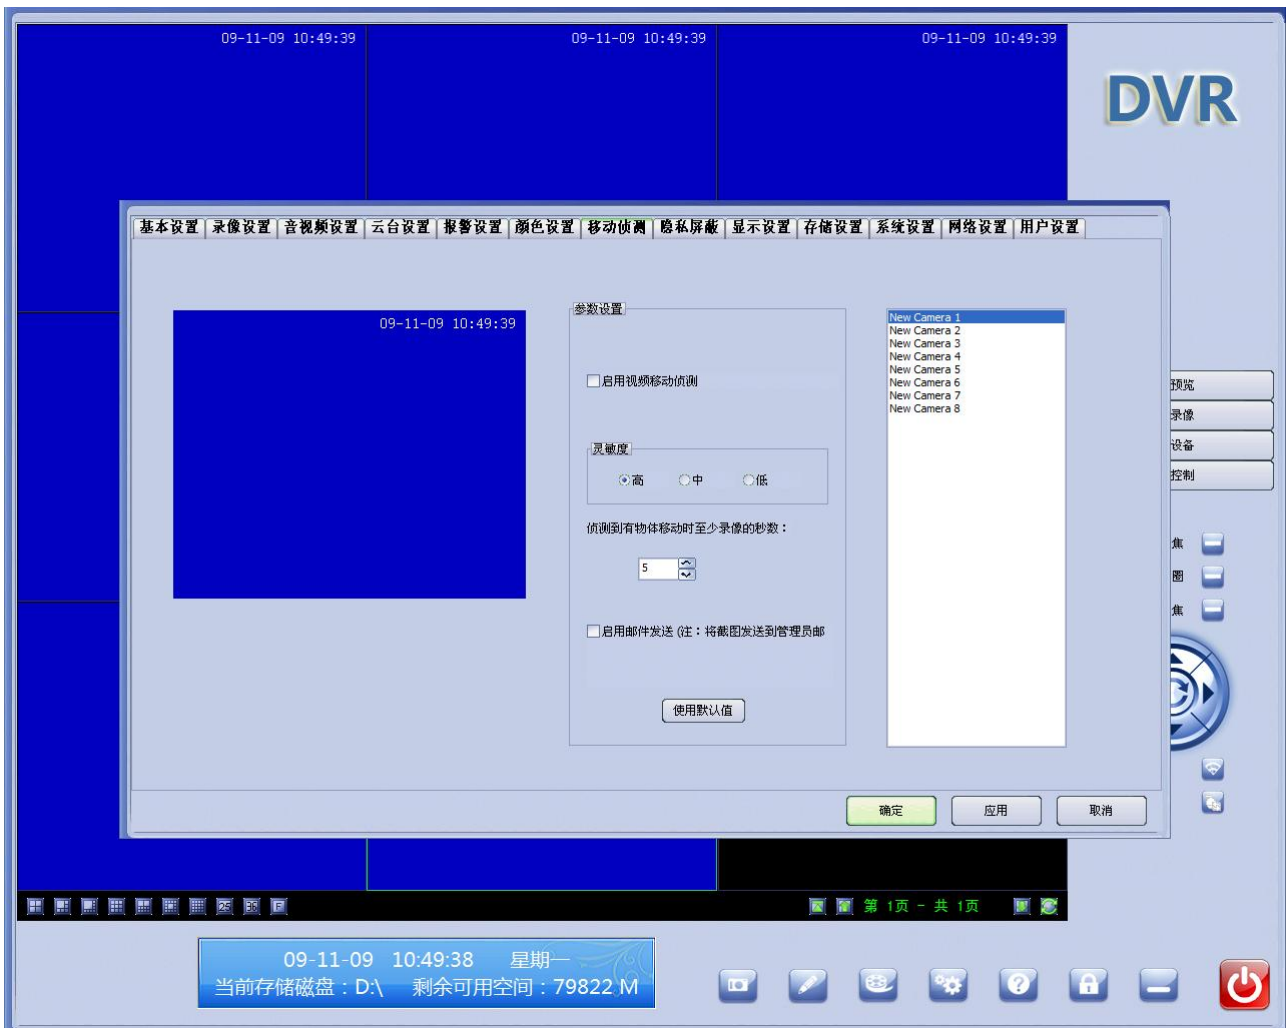 09-11-09 10:49:39
09-11-09 10:49:39
09-11-09 10:49:39
DVR
基本设置 录像设置 音视频设置 云台设置 报警设置 颜色设置 移动侦测 隐私屏蔽 显示设置 存储设置 系统设置 网络设置 用户设置
09-11-09 10:49:39
参数设置
启用视频移动侦测
灵敏度
高 中 低
侦测到有物体移动时至少录像的秒数：
5
启用邮件发送 (注：将截图发送到管理员邮
使用默认值
New Camera 1
New Camera 2
New Camera 3
New Camera 4
New Camera 5
New Camera 6
New Camera 7
New Camera 8
确定 应用 取消
预览
录像
设备
控制
焦
圈
焦
25 36 F
第 1页 - 共 1页
09-11-09 10:49:38 星期一
当前存储磁盘：D:\ 剩余可用空间：79822 M